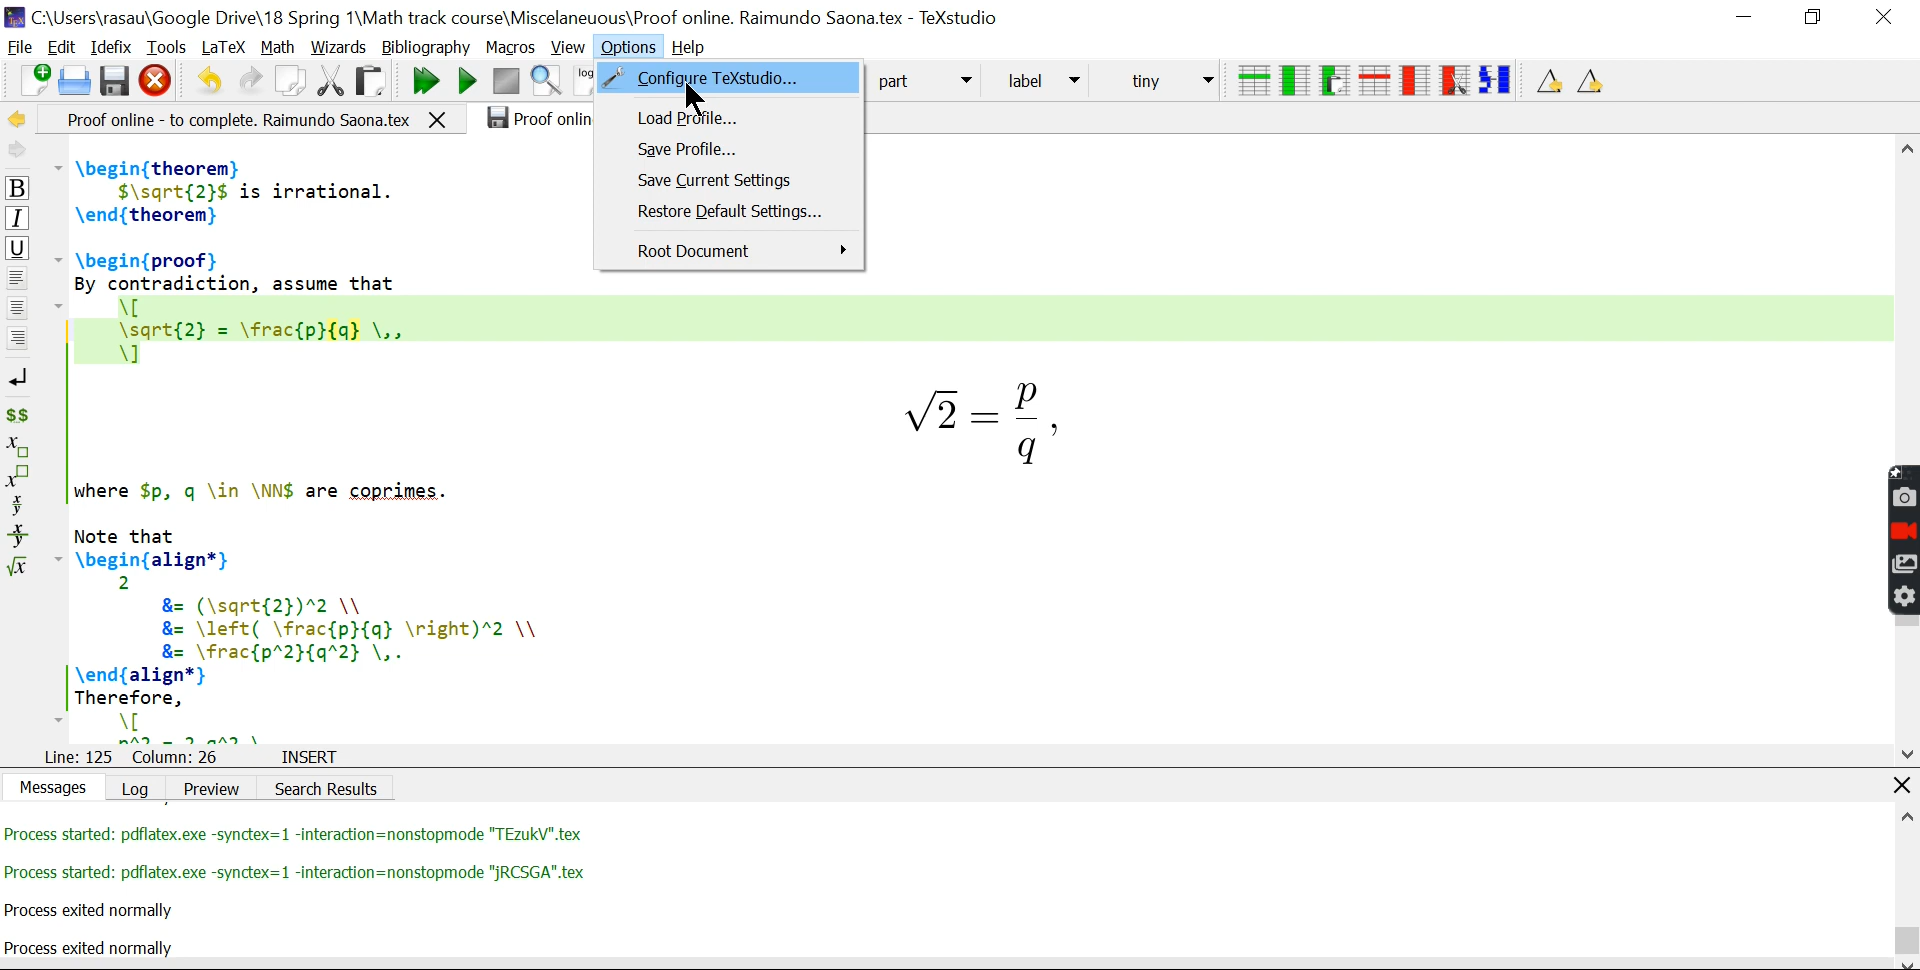 C:\Users\rasau\Google Drive\18 Spring 1\Math track course\Miscelaneuous\Proof online. Raimundo Saona.tex - TeXstudio
File Edit Idefix Tools LaTeX Math Wizards Bibliography Macros View Options Help
log
part label tiny
Configure TeXstudio...
Load Profile...
Save Profile...
Save Current Settings
Restore Default Settings...
Root Document
Proof online - to complete. Raimundo Saona.tex Proof onlin
\begin{theorem}
$\sqrt{2}$ is irrational.
\end{theorem}
\begin{proof}
By contradiction, assume that
\[
\sqrt{2} = \frac{p}{q} \,,
\]
√2 = p/q ,
where $p, q \in \NN$ are coprimes.
Note that
\begin{align*}
2
&= (\sqrt{2})^2 \\
&= \left( \frac{p}{q} \right)^2 \\
&= \frac{p^2}{q^2} \,.
\end{align*}
Therefore,
\[
p^2 = 2 q^2 \
B
I
U
$$
x
x
x/y
x/y
√x
Line: 125 Column: 26 INSERT
Messages Log Preview Search Results
Process started: pdflatex.exe -synctex=1 -interaction=nonstopmode "TEzukV".tex
Process started: pdflatex.exe -synctex=1 -interaction=nonstopmode "jRCSGA".tex
Process exited normally
Process exited normally